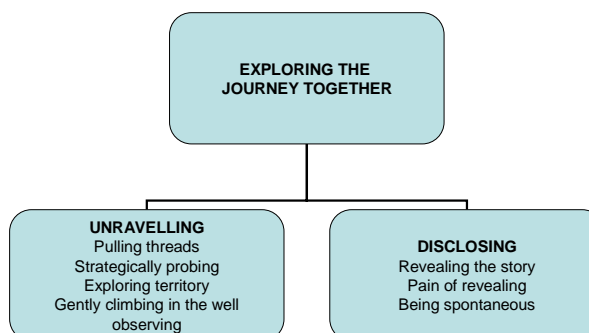 EXPLORING THE
JOURNEY TOGETHER
UNRAVELLING
Pulling threads
Strategically probing
Exploring territory
Gently climbing in the well
observing
DISCLOSING
Revealing the story
Pain of revealing
Being spontaneous